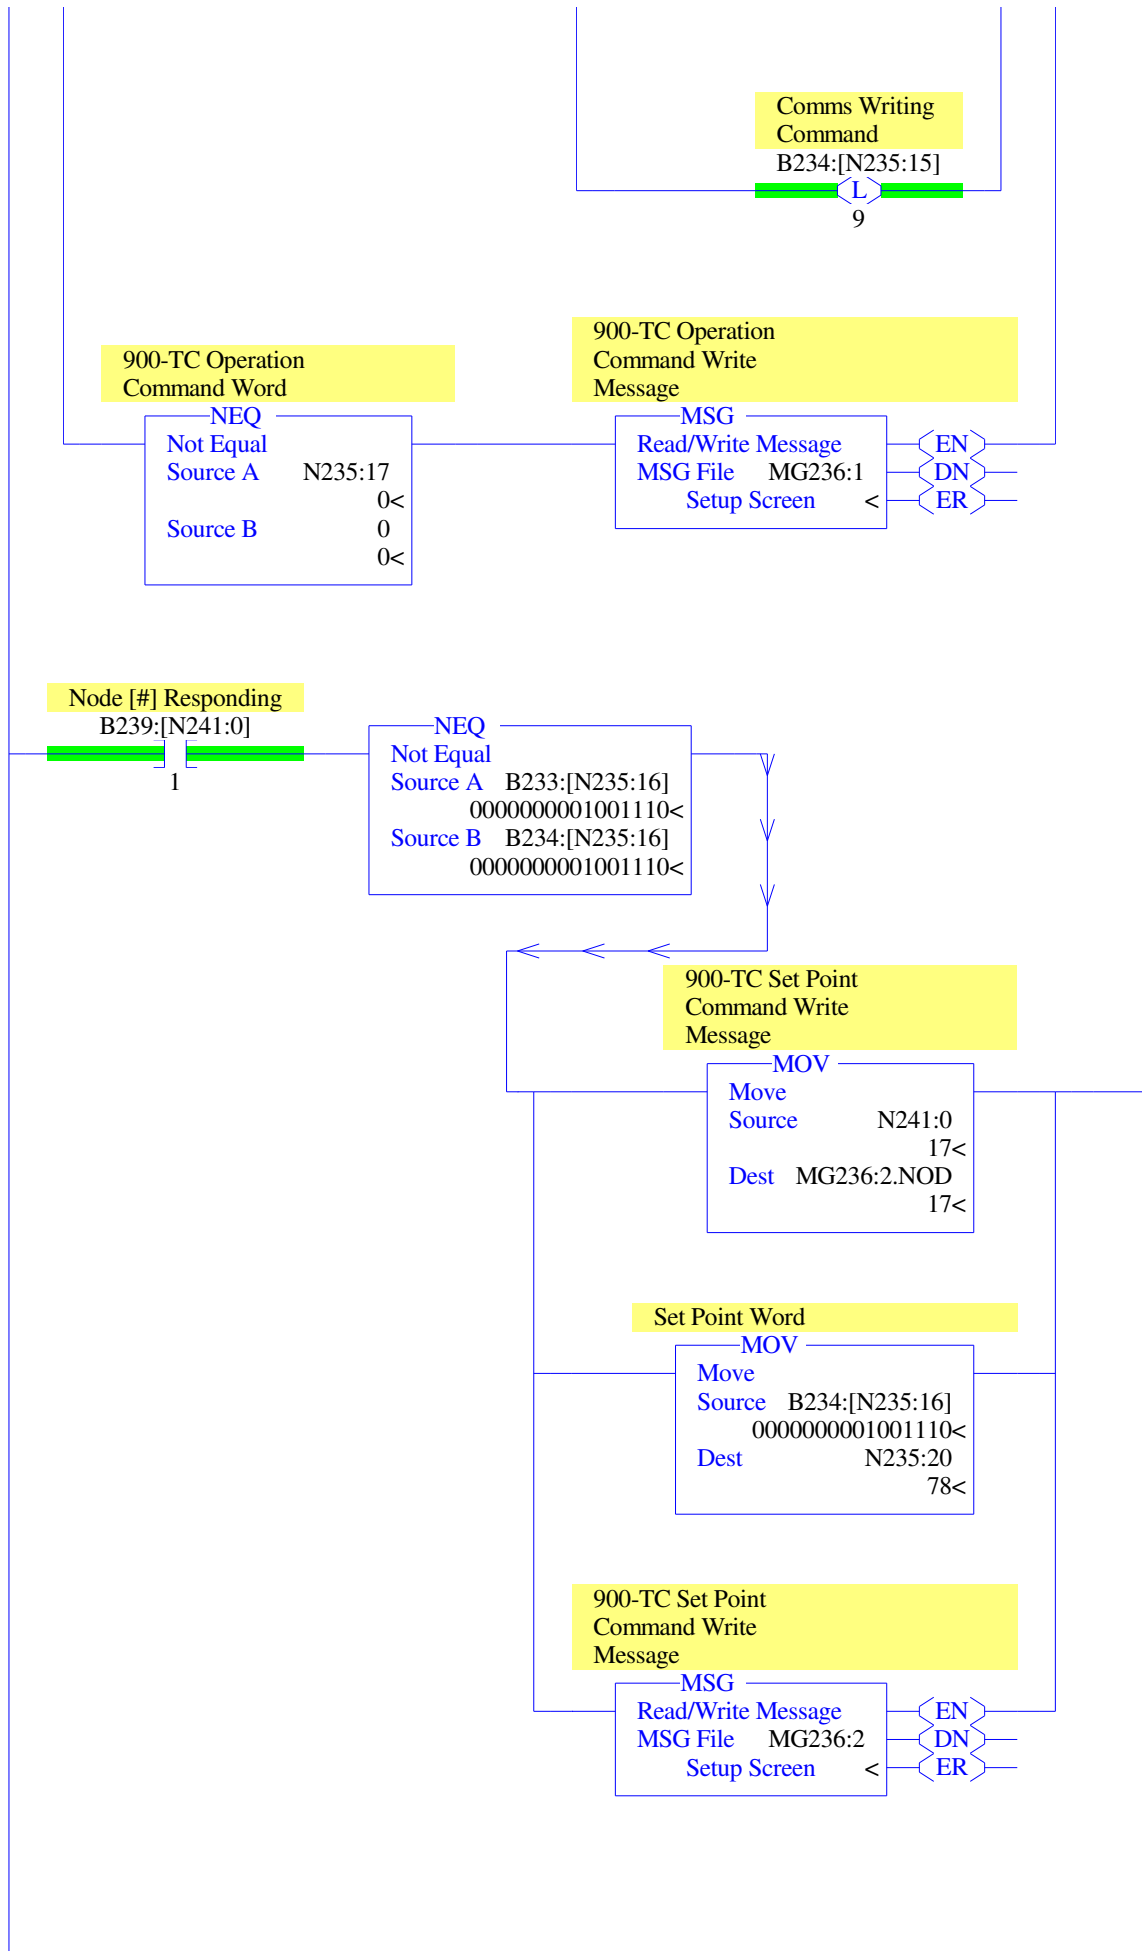 Comms Writing
Command
B234:[N235:15]
L
9
900-TC Operation
Command Word
NEQ
Not Equal
Source A N235:17
0<
Source B 0
0<
900-TC Operation
Command Write
Message
MSG
Read/Write Message EN
MSG File MG236:1 DN
Setup Screen < ER
Node [#] Responding
B239:[N241:0]
1
NEQ
Not Equal
Source A B233:[N235:16]
0000000001001110<
Source B B234:[N235:16]
0000000001001110<
900-TC Set Point
Command Write
Message
MOV
Move
Source N241:0
17<
Dest MG236:2.NOD
17<
Set Point Word
MOV
Move
Source B234:[N235:16]
0000000001001110<
Dest N235:20
78<
900-TC Set Point
Command Write
Message
MSG
Read/Write Message EN
MSG File MG236:2 DN
Setup Screen < ER